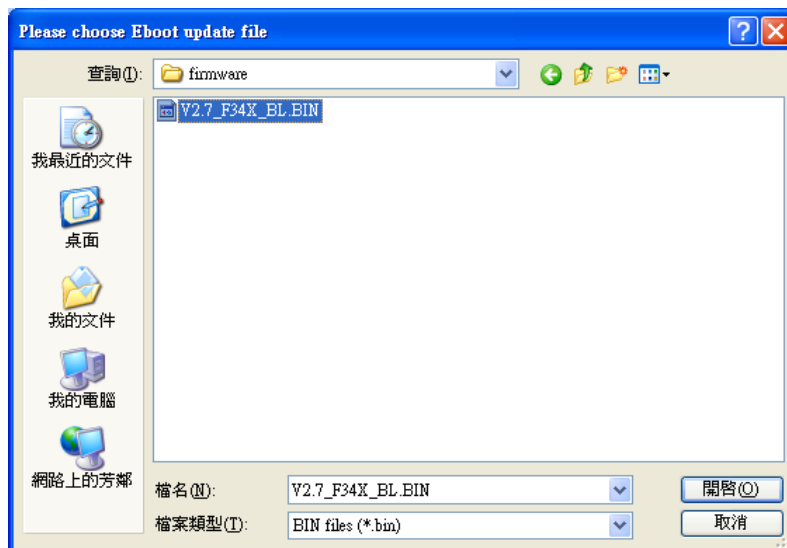 Please choose Eboot update file
查詢(I):
firmware
V2.7_F34X_BL.BIN
我最近的文件
桌面
我的文件
我的電腦
網路上的芳鄰
檔名(N):
V2.7_F34X_BL.BIN
開啓(O)
檔案類型(T):
BIN files (*.bin)
取消